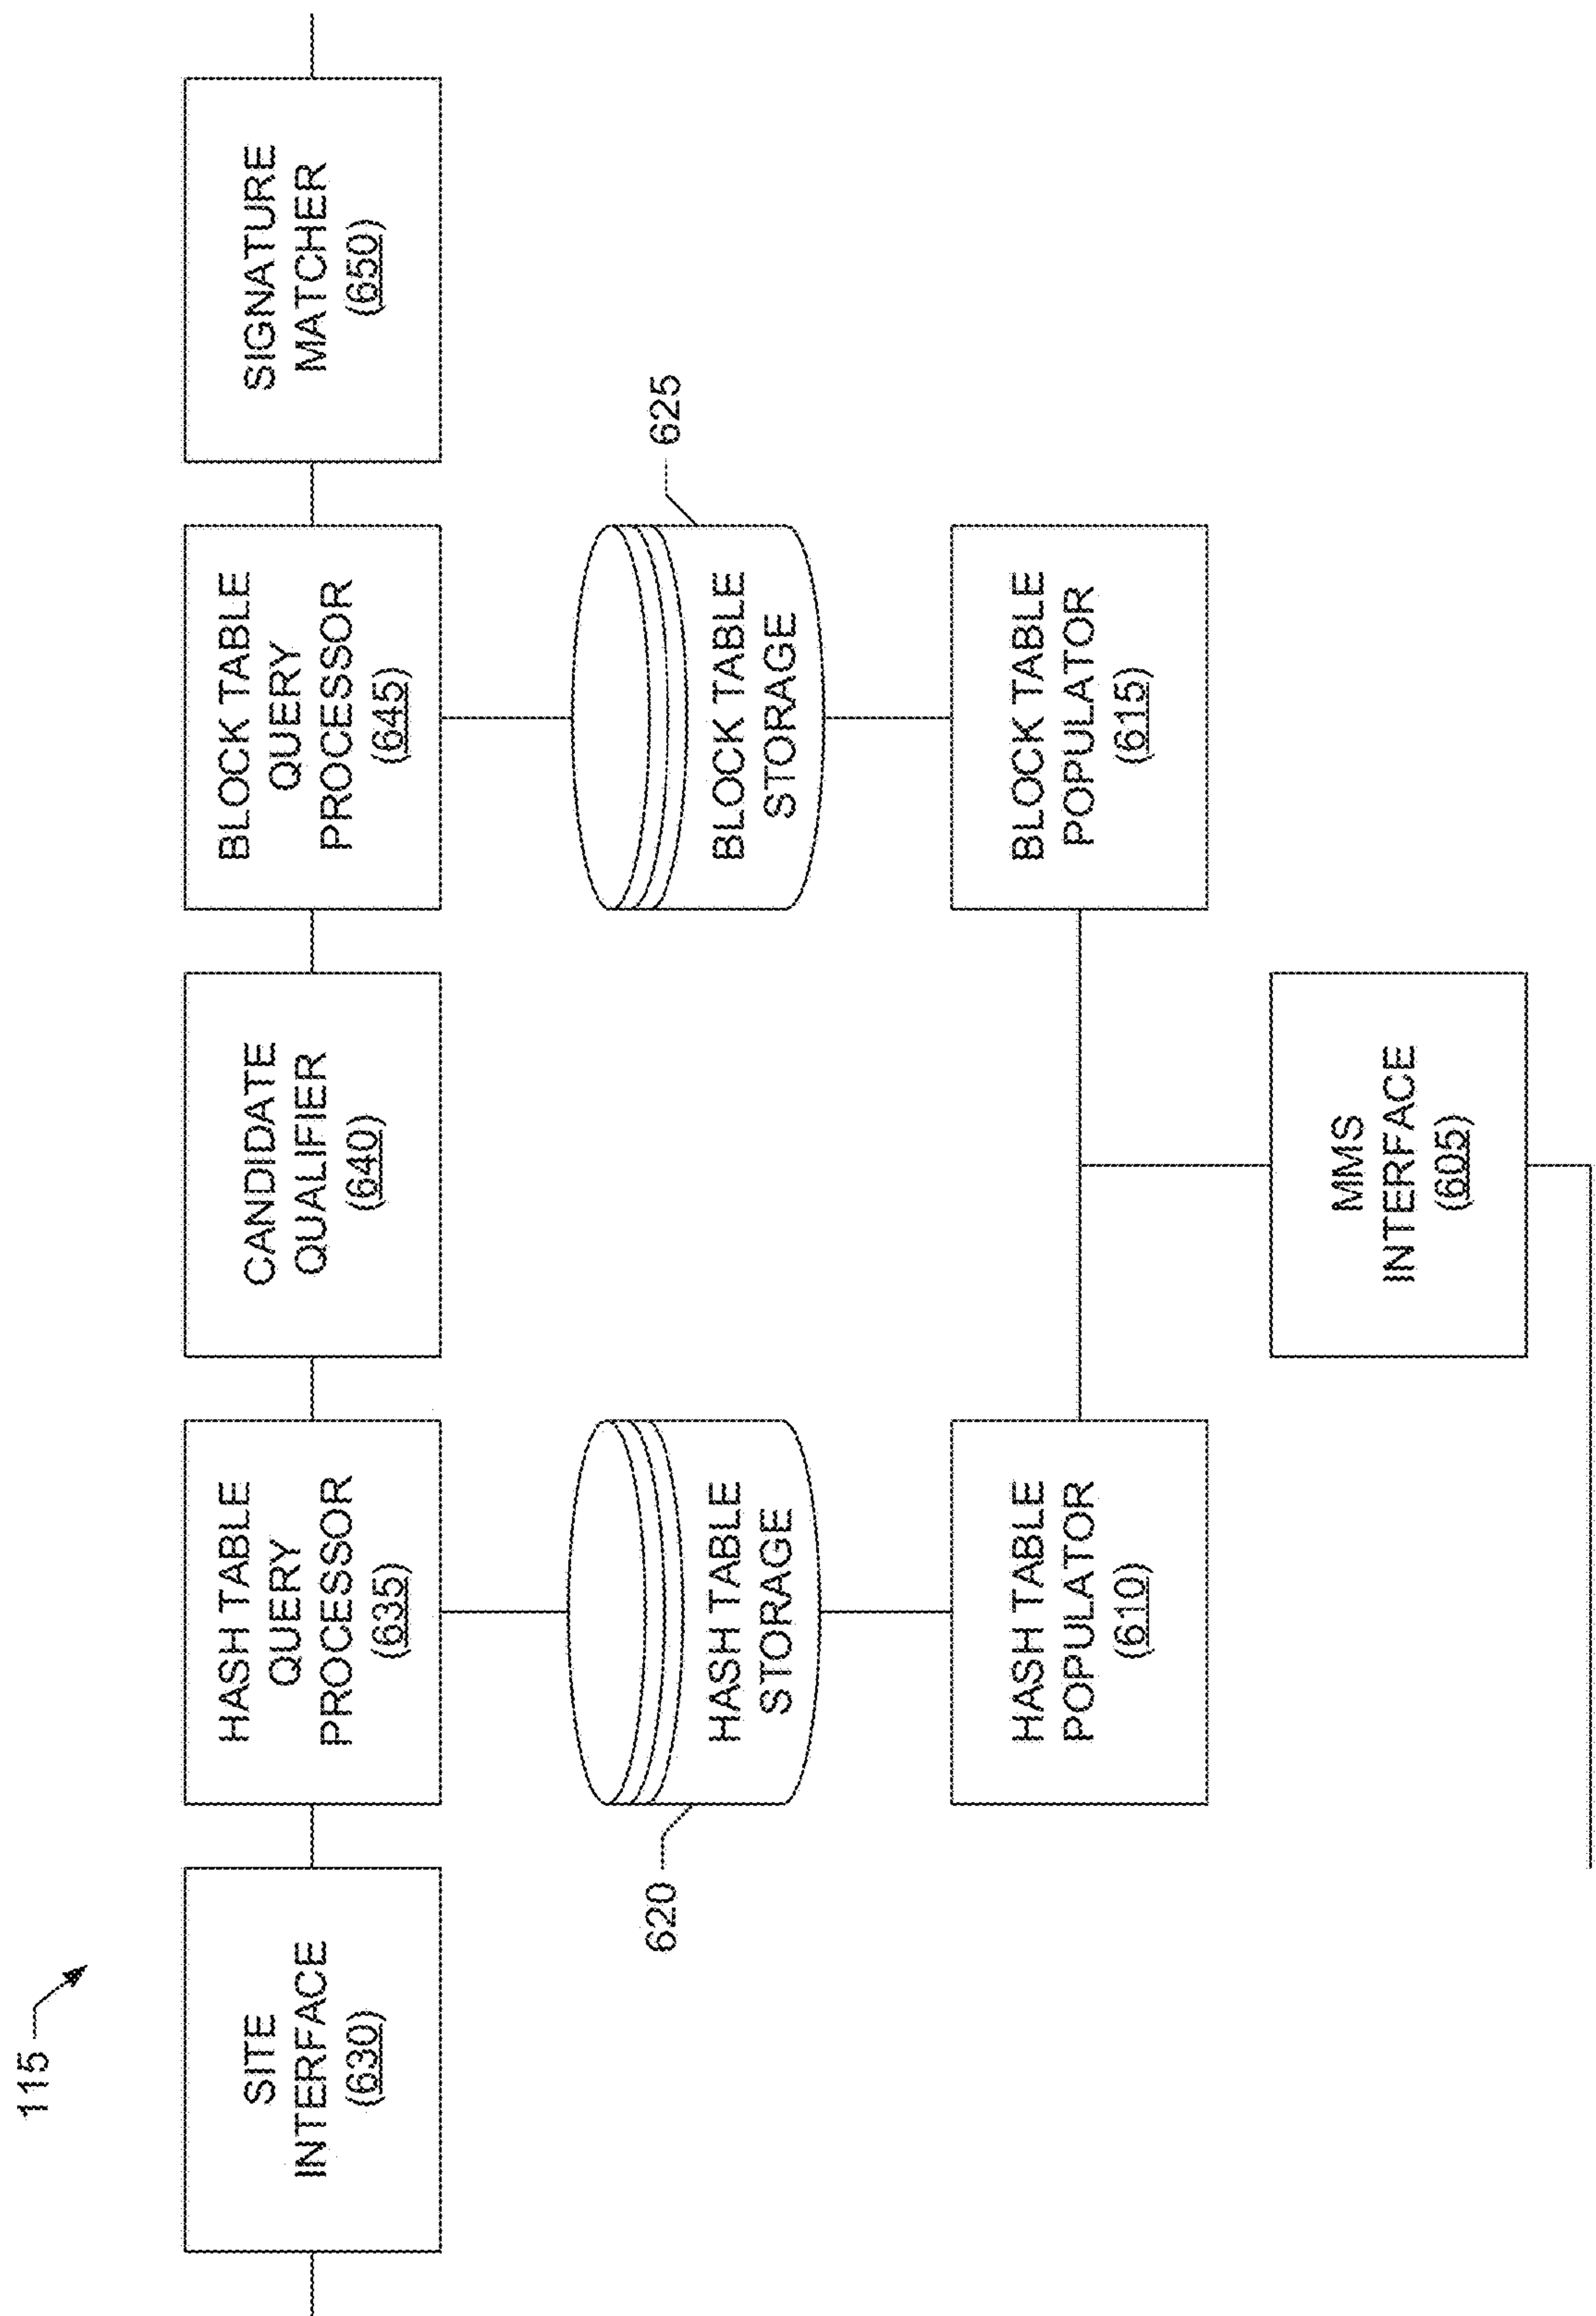 115
SITE
INTERFACE
(630)
HASH TABLE
QUERY
PROCESSOR
(635)
CANDIDATE
QUALIFIER
(640)
BLOCK TABLE
QUERY
PROCESSOR
(645)
SIGNATURE
MATCHER
(650)
620
HASH TABLE
STORAGE
BLOCK TABLE
STORAGE
625
HASH TABLE
POPULATOR
(610)
BLOCK TABLE
POPULATOR
(615)
MMS
INTERFACE
(605)